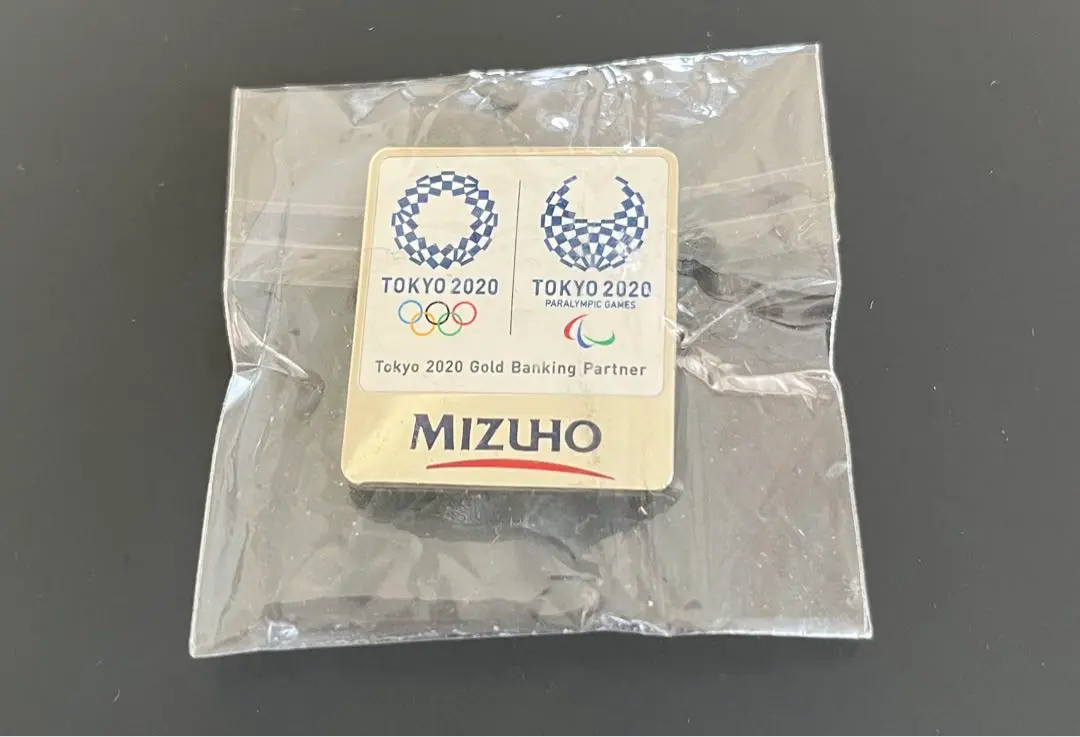 TOKYO 2020
TOKYO 2020
PARALYMPIC GAMES
Tokyo 2020 Gold Banking Partner
MIZUHO